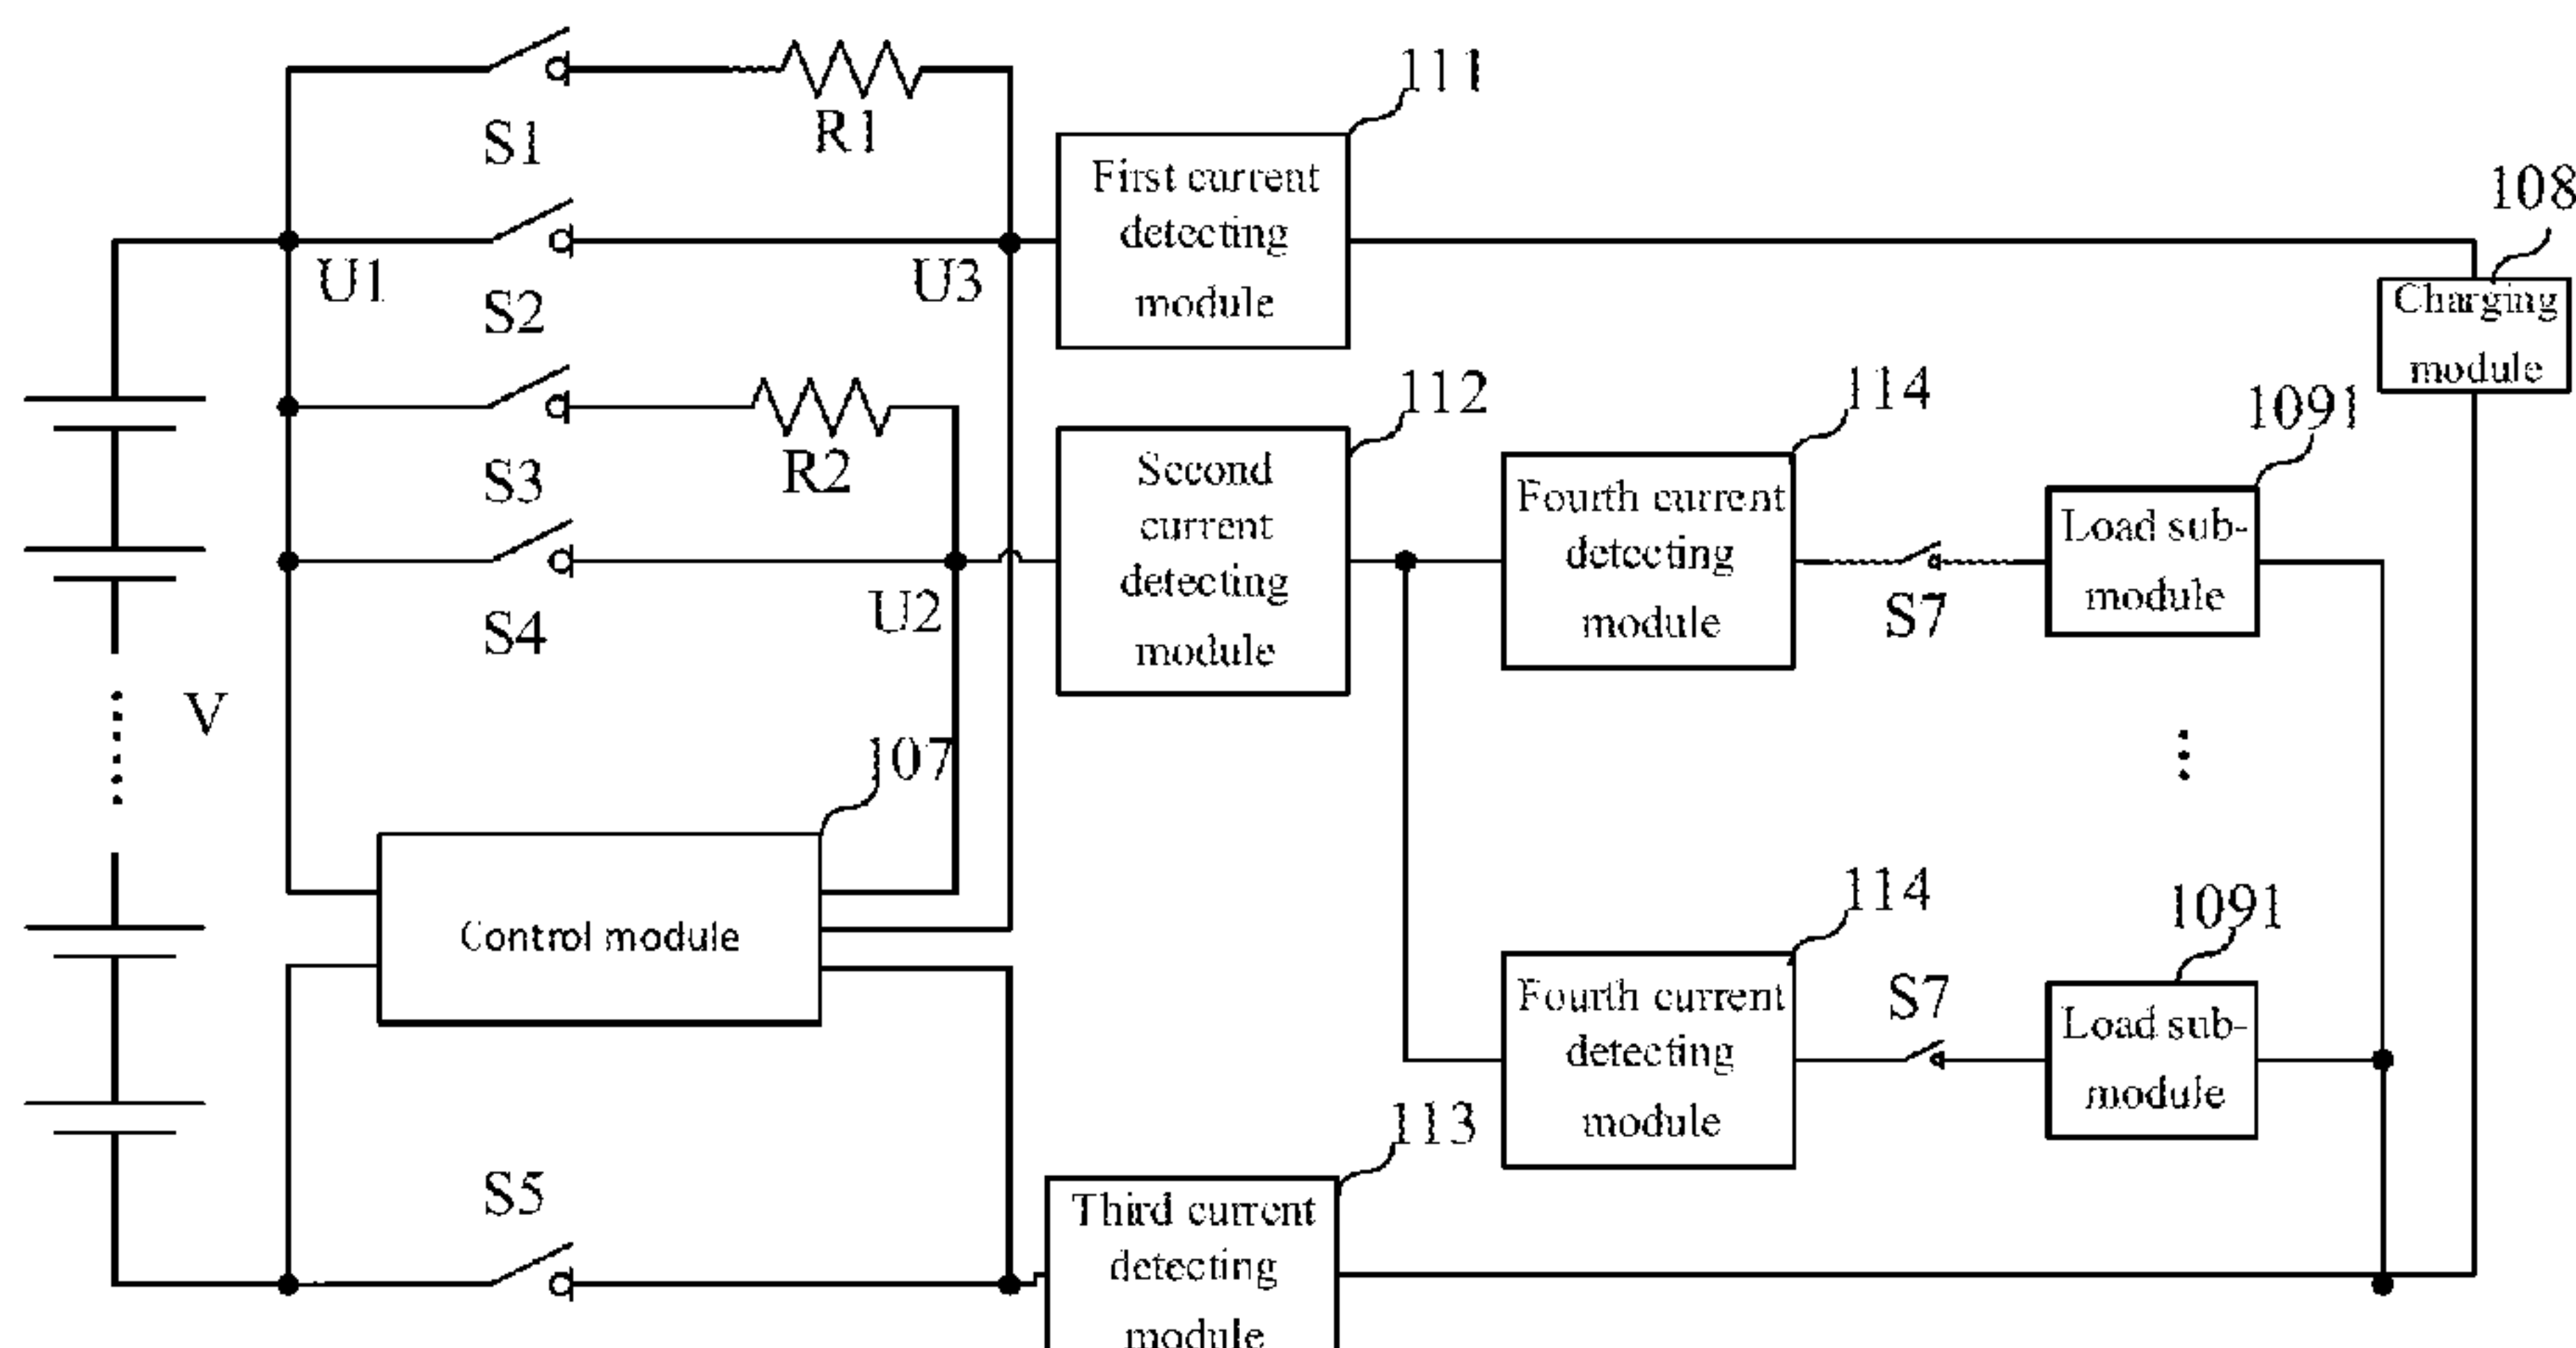 111
S1
R1
First current
detecting
module
108
U1
U3
S2
Charging
module
112
114
1091
S3
R2
Second
current
detecting
module
Fourth current
detecting
module
Load sub-
module
S7
S4
U2
V
107
Control module
114
1091
Fourth current
detecting
module
S7
Load sub-
module
113
S5
Third current
detecting
module